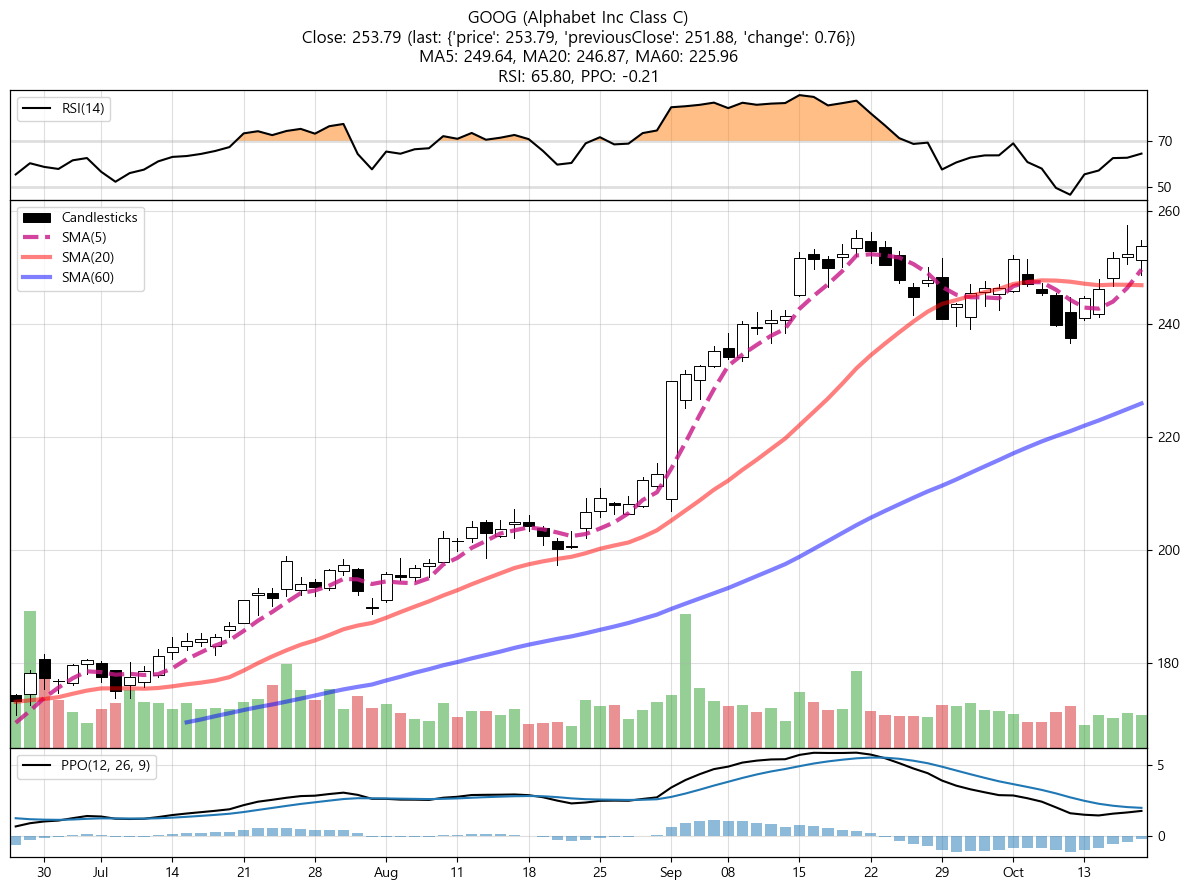 GOOG (Alphabet Inc Class C)
Close: 253.79 (last: {'price': 253.79, 'previousClose': 251.88, 'change': 0.76})
MA5: 249.64, MA20: 246.87, MA60: 225.96
RSI: 65.80, PPO: -0.21
RSI(14)
70
50
Candlesticks
SMA(5)
SMA(20)
SMA(60)
260
240
220
200
180
PPO(12, 26, 9)
5
0
30 Jul 14 21 28 Aug 11 18 25 Sep 08 15 22 29 Oct 13